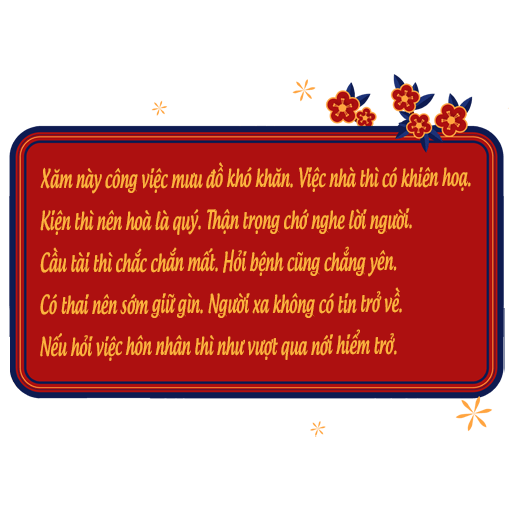 Xăm này công việc mưu đồ khó khăn. Việc nhà thì có khiên hoạ.
Kiện thì nên hoà là quý. Thận trọng chớ nghe lời người.
Cầu tài thì chắc chắn mất. Hỏi bệnh cũng chẳng yên.
Có thai nên sớm giữ gìn. Người xa không có tin trở về.
Nếu hỏi việc hôn nhân thì như vượt qua nới hiểm trở.